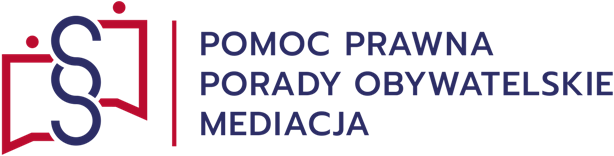 §
POMOC PRAWNA
PORADY OBYWATELSKIE
MEDIACJA